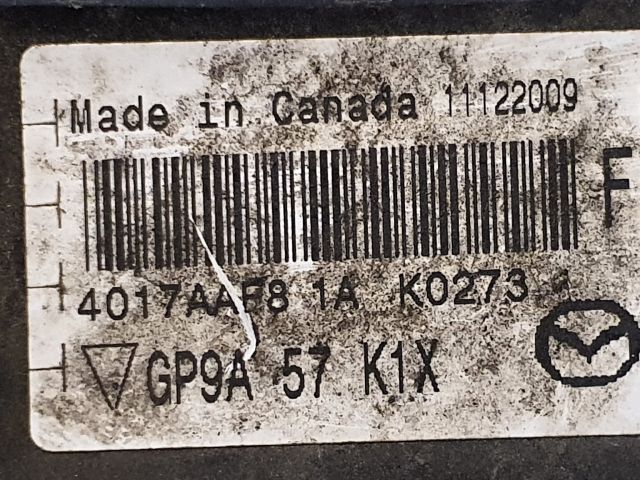 Made in Canada 11122009
F
4017AAF8 1A K0273
GP9A 57 K1X